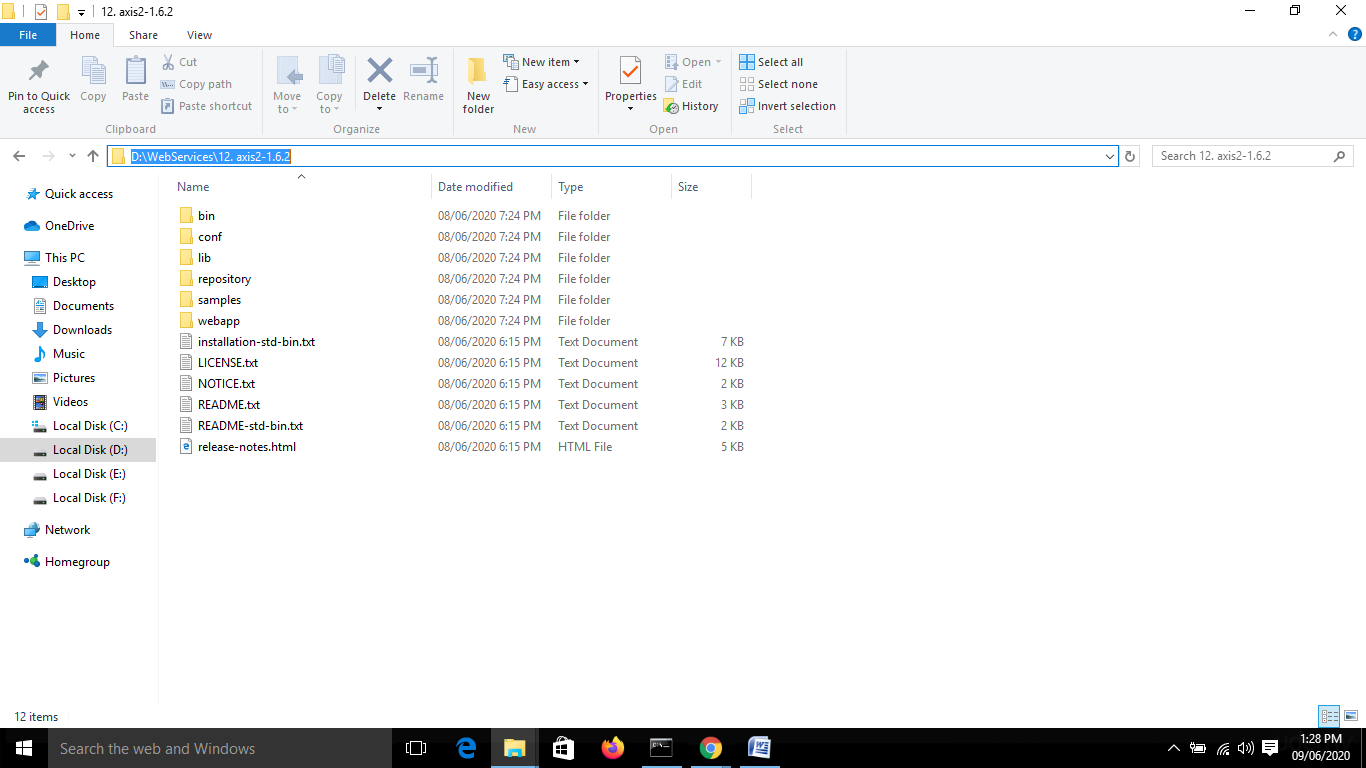 12. axis2-1.6.2
File Home Share View
Pin to Quick access
Copy
Paste
Cut
Copy path
Paste shortcut
Clipboard
Move to
Copy to
Delete
Rename
Organize
New folder
New item
Easy access
New
Properties
Open
Edit
History
Open
Select all
Select none
Invert selection
Select
D:\WebServices\12. axis2-1.6.2
Search 12. axis2-1.6.2
Quick access
OneDrive
This PC
Desktop
Documents
Downloads
Music
Pictures
Videos
Local Disk (C:)
Local Disk (D:)
Local Disk (E:)
Local Disk (F:)
Network
Homegroup
Name Date modified Type Size
bin 08/06/2020 7:24 PM File folder
conf 08/06/2020 7:24 PM File folder
lib 08/06/2020 7:24 PM File folder
repository 08/06/2020 7:24 PM File folder
samples 08/06/2020 7:24 PM File folder
webapp 08/06/2020 7:24 PM File folder
installation-std-bin.txt 08/06/2020 6:15 PM Text Document 7 KB
LICENSE.txt 08/06/2020 6:15 PM Text Document 12 KB
NOTICE.txt 08/06/2020 6:15 PM Text Document 2 KB
README.txt 08/06/2020 6:15 PM Text Document 3 KB
README-std-bin.txt 08/06/2020 6:15 PM Text Document 2 KB
release-notes.html 08/06/2020 6:15 PM HTML File 5 KB
12 items
Search the web and Windows
1:28 PM
09/06/2020